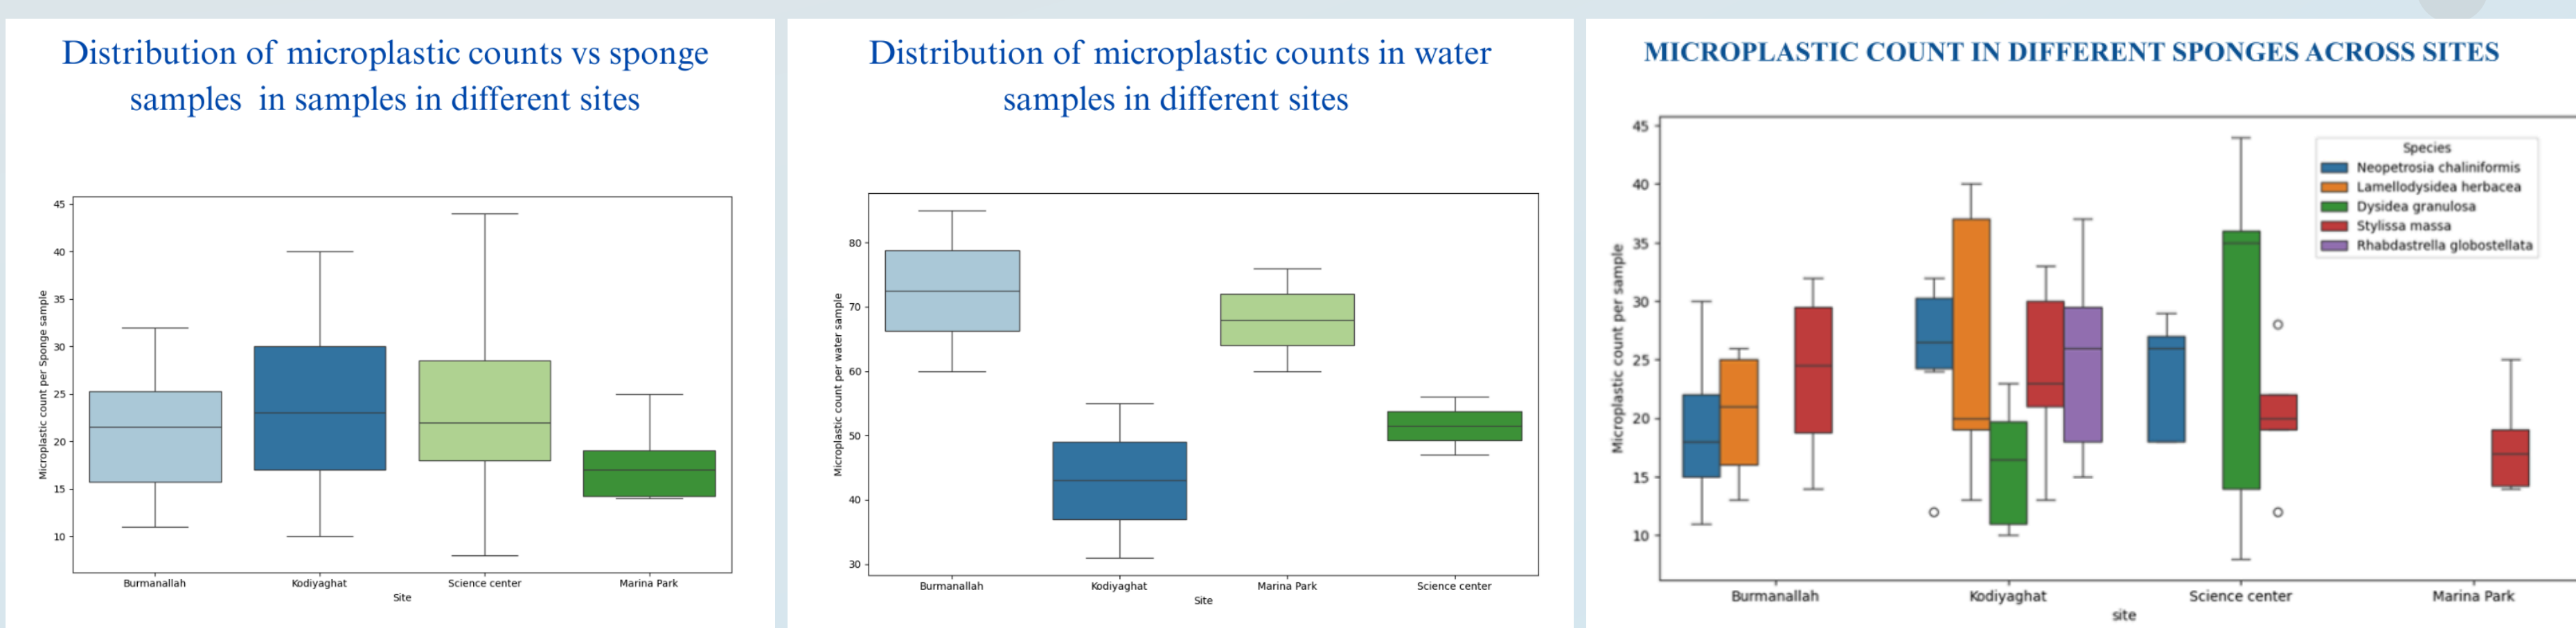 Distribution of microplastic counts vs sponge
samples in samples in different sites
Microplastic count per Sponge sample
45
40
35
30
25
20
15
10
Burmanallah Kodiyaghat Science center Marina Park
Site
Distribution of microplastic counts in water
samples in different sites
Microplastic count per water sample
80
70
60
50
40
30
Burmanallah Kodiyaghat Marina Park Science center
Site
MICROPLASTIC COUNT IN DIFFERENT SPONGES ACROSS SITES
Microplastic count per sample
45
40
35
30
25
20
15
10
Species
Neopetrosia chaliniformis
Lamellodysidea herbacea
Dysidea granulosa
Stylissa massa
Rhabdastrella globostellata
Burmanallah Kodiyaghat Science center Marina Park
site